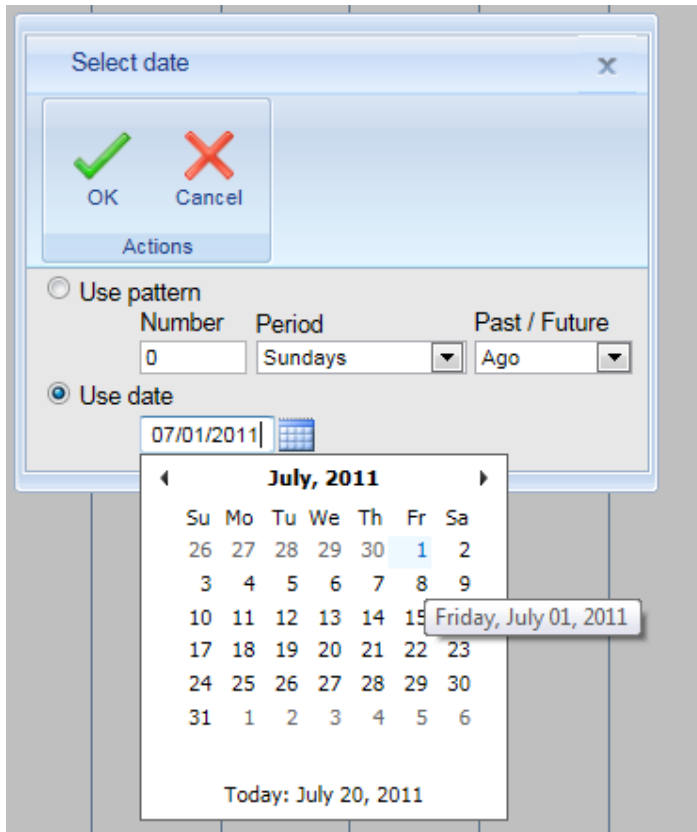 Select date
OK Cancel
Actions
Use pattern
Number Period Past / Future
0 Sundays Ago
Use date
07/01/2011
July, 2011
Su Mo Tu We Th Fr Sa
26 27 28 29 30 1 2
3 4 5 6 7 8 9
10 11 12 13 14 15 Friday, July 01, 2011
17 18 19 20 21 22 23
24 25 26 27 28 29 30
31 1 2 3 4 5 6
Today: July 20, 2011